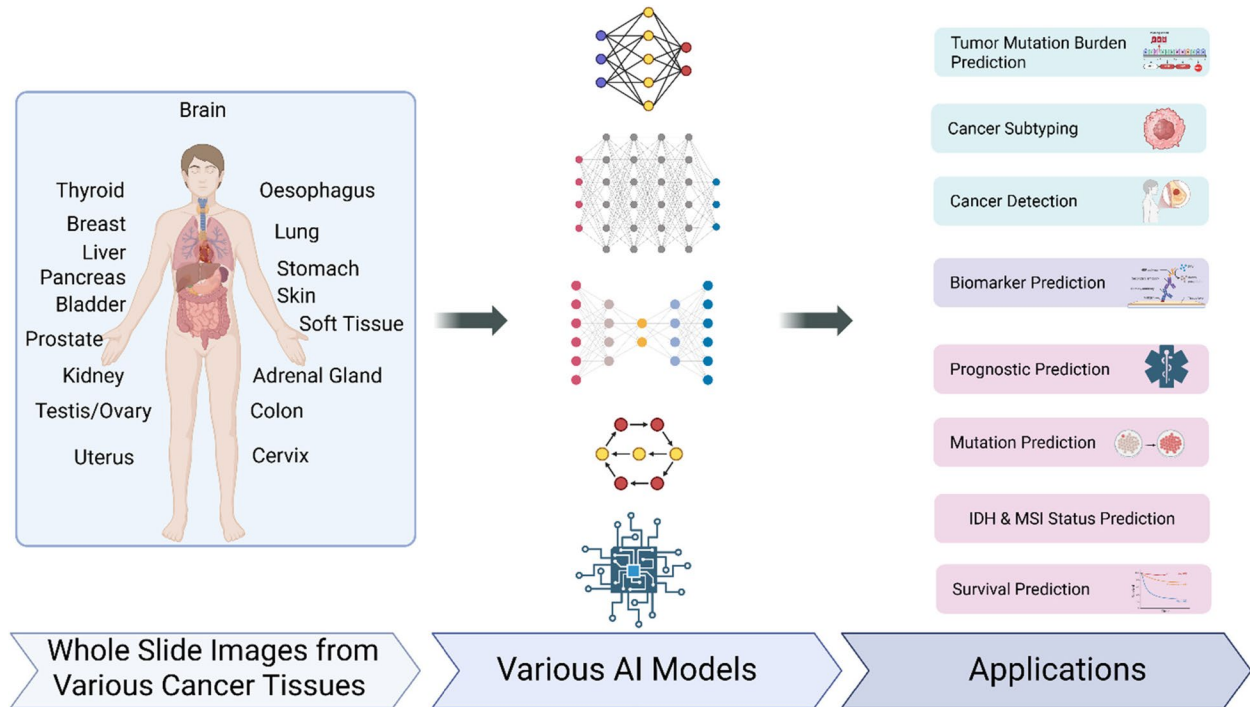 Brain
Thyroid
Oesophagus
Breast
Lung
Liver
Stomach
Pancreas
Skin
Bladder
Soft Tissue
Prostate
Kidney
Adrenal Gland
Testis/Ovary
Colon
Uterus
Cervix
Tumor Mutation Burden
Prediction
Cancer Subtyping
Cancer Detection
Biomarker Prediction
Prognostic Prediction
Mutation Prediction
IDH & MSI Status Prediction
Survival Prediction
Whole Slide Images from
Various Cancer Tissues
Various AI Models
Applications